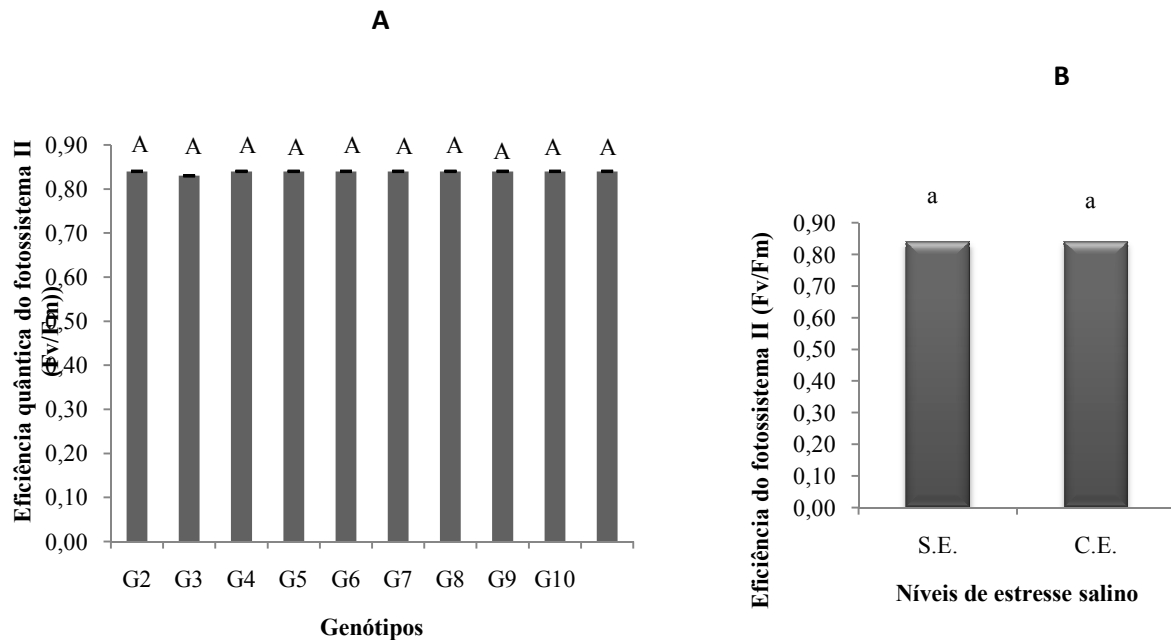 A
Eficiência quântica do fotossistema II
(Fv/Fm))
A A A A A A A A A A
0,90
0,80
0,70
0,60
0,50
0,40
0,30
0,20
0,10
0,00
G2 G3 G4 G5 G6 G7 G8 G9 G10
Genótipos
B
Eficiência do fotossistema II (Fv/Fm)
a a
0,90
0,80
0,70
0,60
0,50
0,40
0,30
0,20
0,10
0,00
S.E. C.E.
Níveis de estresse salino